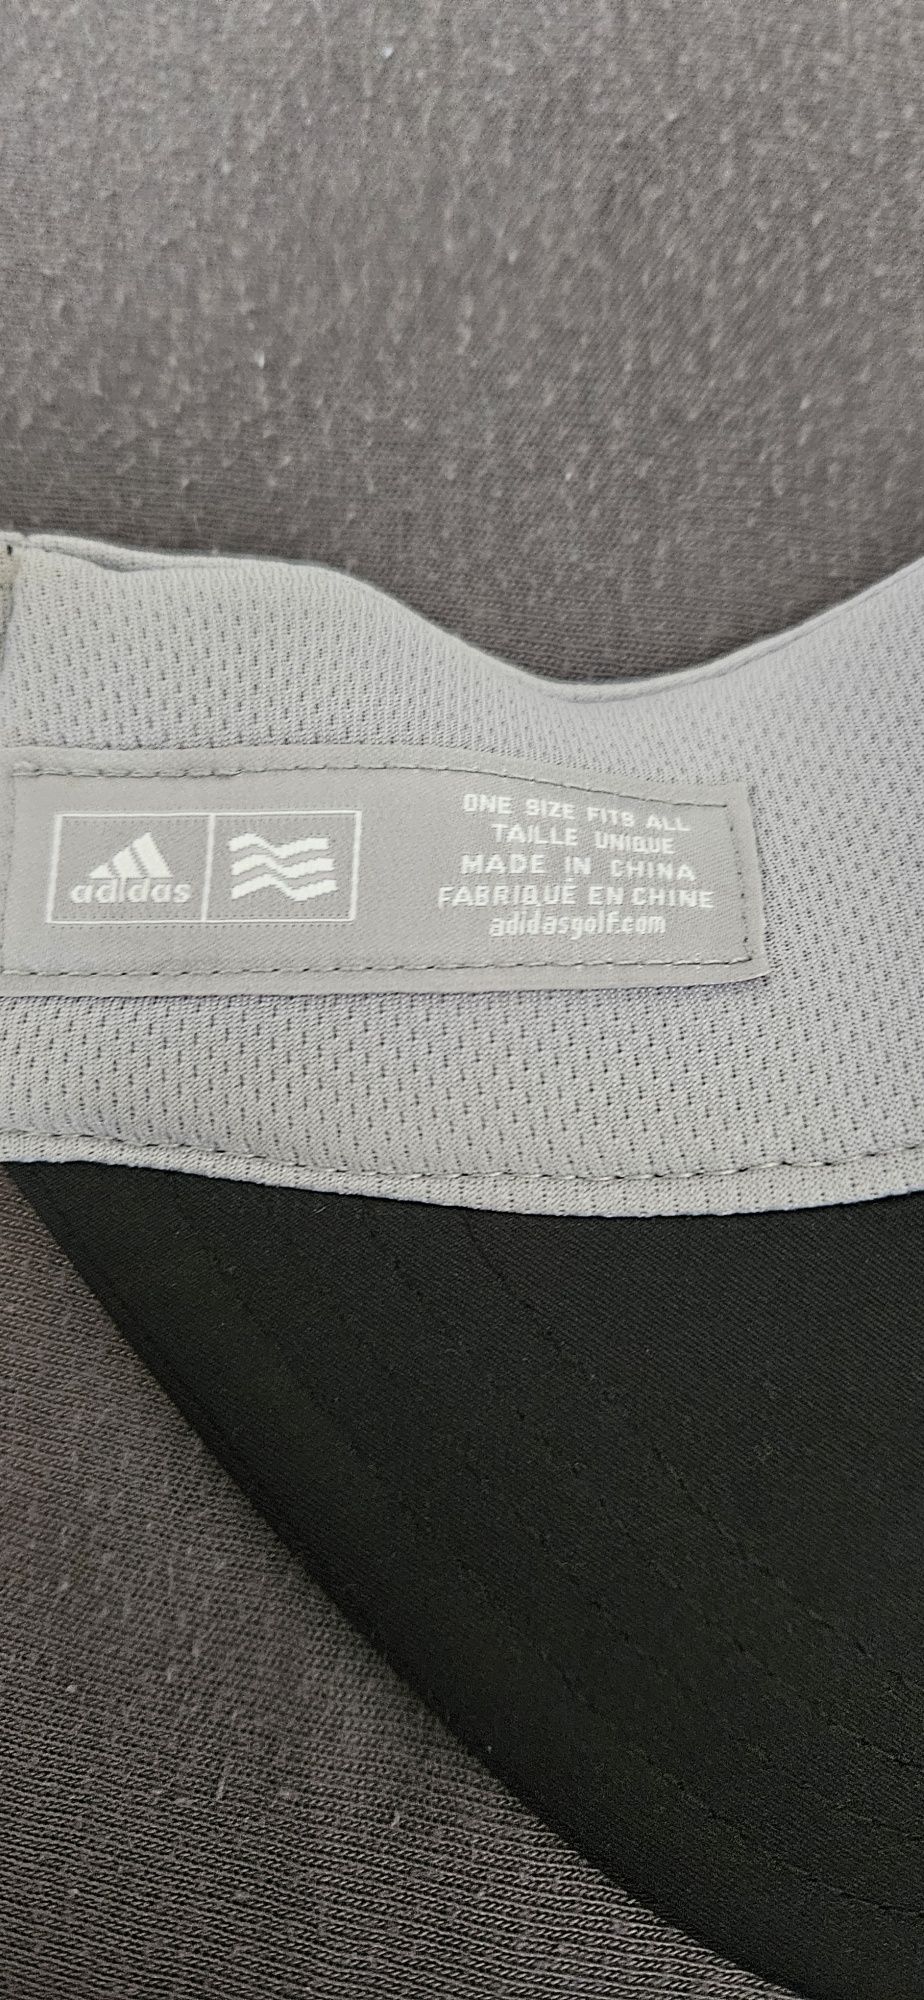 adidas
ONE SIZE FITS ALL
TAILLE UNIQUE
MADE IN CHINA
FABRIQUÉ EN CHINE
adidasgolf.com